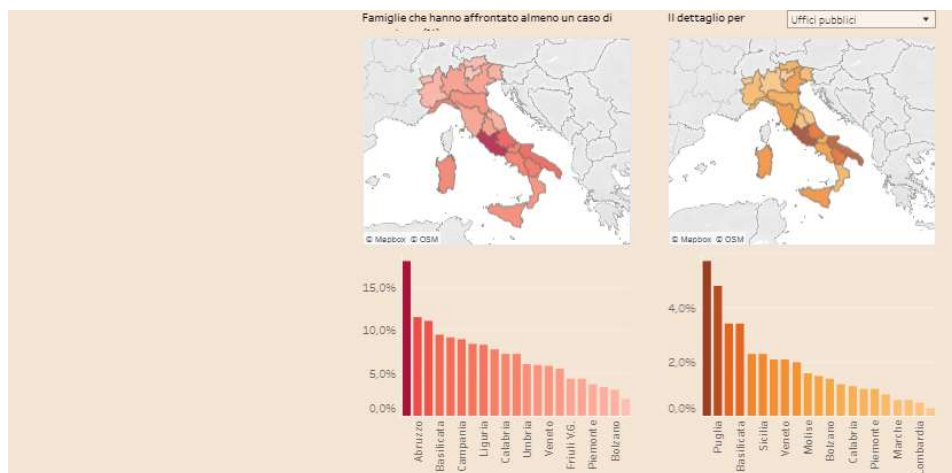 Famiglie che hanno affrontato almeno un caso di
Il dettaglio per
Uffici pubblici
© Mapbox © OSM
© Mapbox © OSM
15,0%
10,0%
5,0%
0,0%
Abruzzo
Basilicata
Campania
Liguria
Calabria
Umbria
Veneto
Friuli V.G.
Piemonte
Bolzano
4,0%
2,0%
0,0%
Puglia
Basilicata
Sicilia
Veneto
Molise
Bolzano
Calabria
Piemonte
Marche
Lombardia